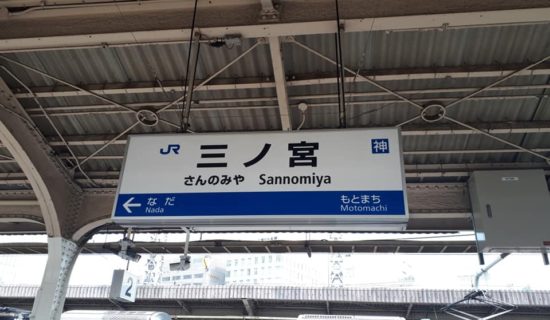 JR 三ノ宮 神
さんのみや Sannomiya
← なだ もとまち
Nada Motomachi
2